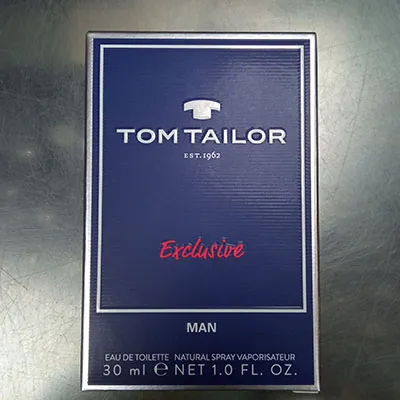 TOM TAILOR
EST. 1962
Exclusive
MAN
EAU DE TOILETTE NATURAL SPRAY VAPORISATEUR
30 ml ℮ NET 1.0 FL. OZ.